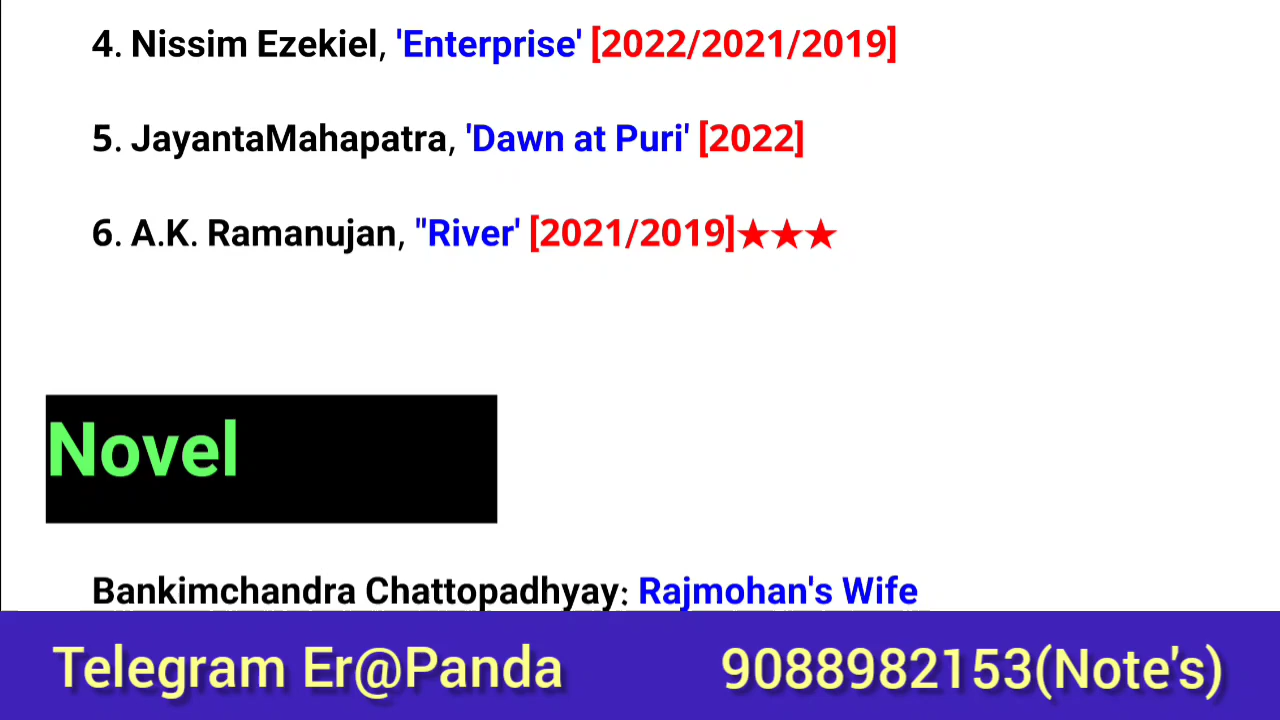 4. Nissim Ezekiel, 'Enterprise' [2022/2021/2019]
5. JayantaMahapatra, 'Dawn at Puri' [2022]
6. A.K. Ramanujan, "River' [2021/2019]★★★
Novel
Bankimchandra Chattopadhyay: Rajmohan's Wife
Telegram Er@Panda 9088982153(Note's)